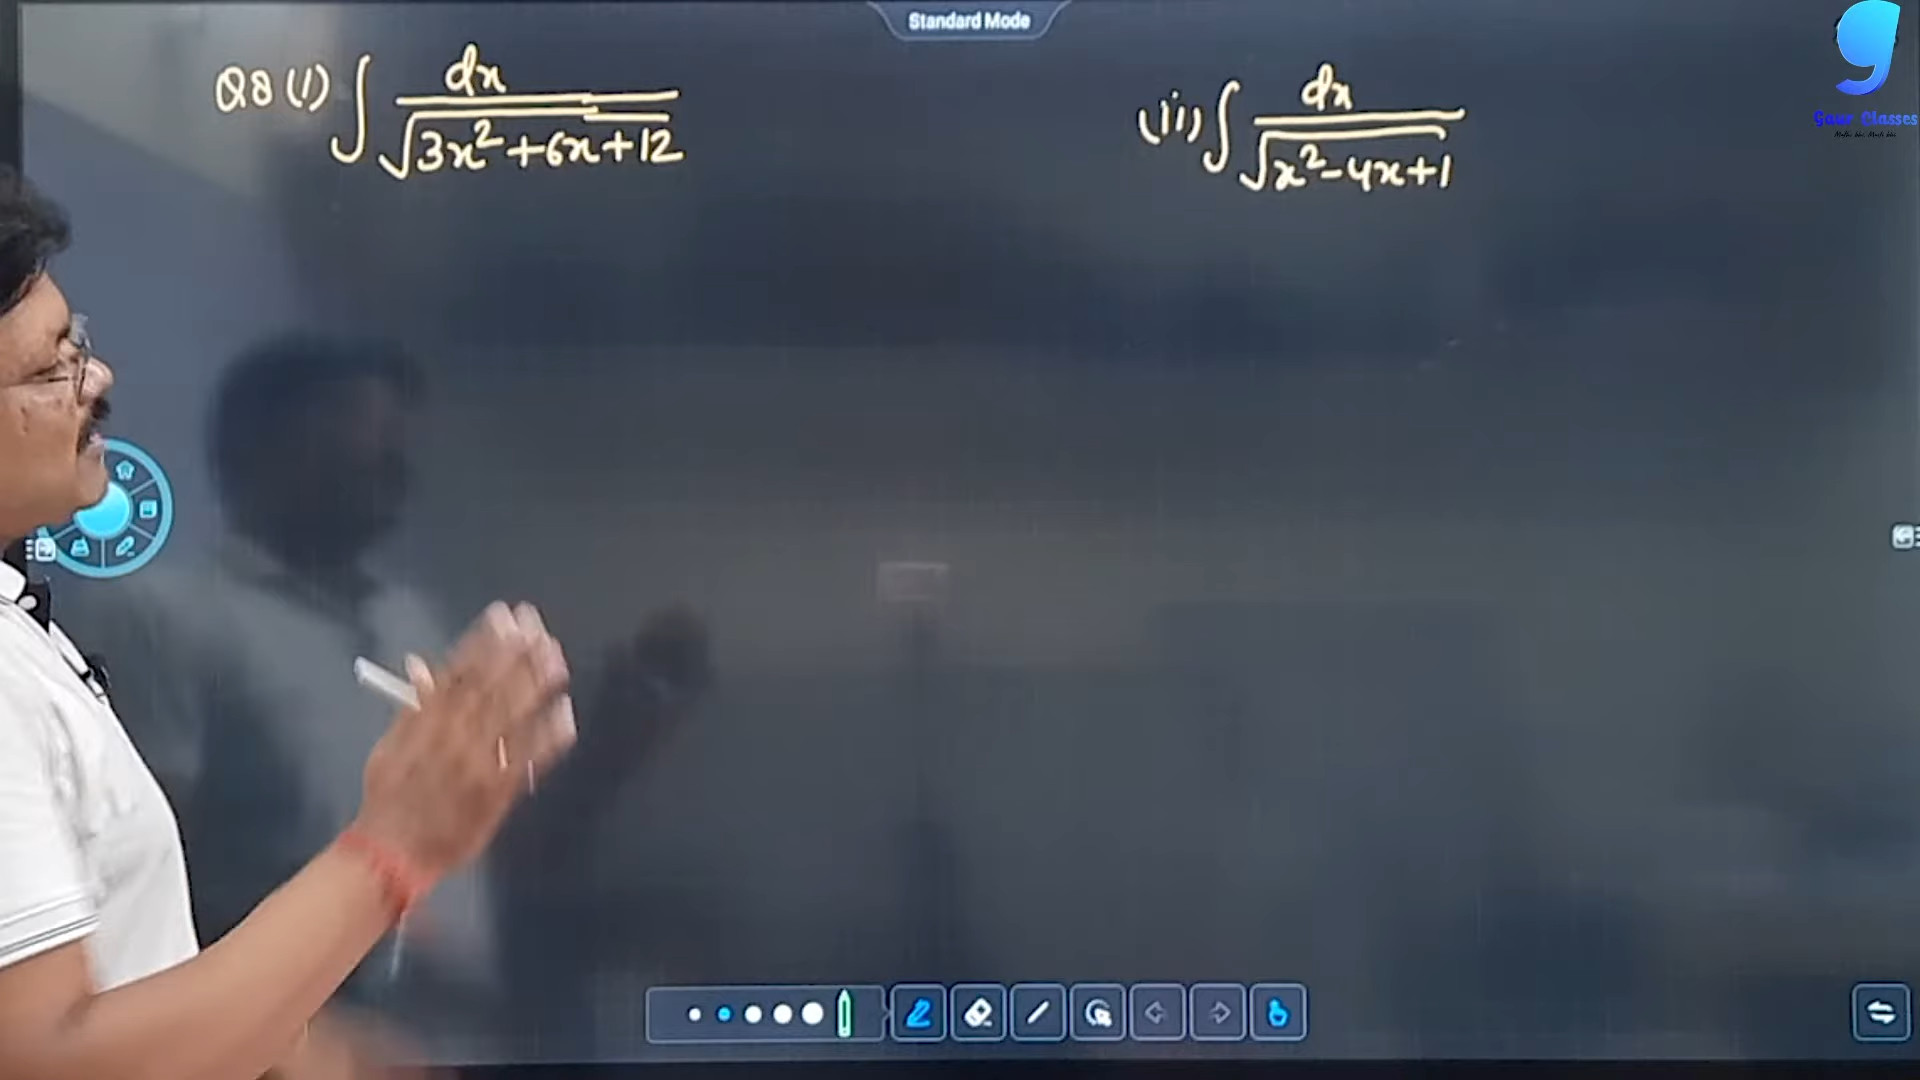 Standard Mode
Q8 (i) ∫ dx / √3x² + 6x + 12
(ii) ∫ dx / √x² - 4x + 1
Gaur Classes